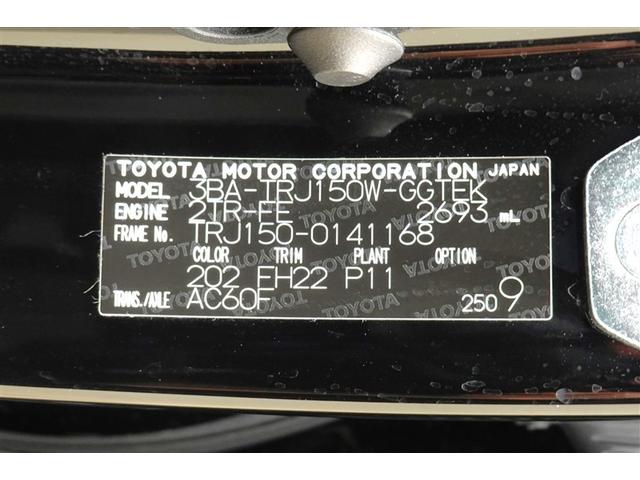 TOYOTA MOTOR CORPORATION JAPAN
MODEL 3BA-TRJ150W-GGTEK
ENGINE 2TR-FE 2693 mL
FRAME No. TRJ150-0141168
COLOR TRIM PLANT OPTION
202 EH22 P11
TRANS./AXLE AC60F 250 9